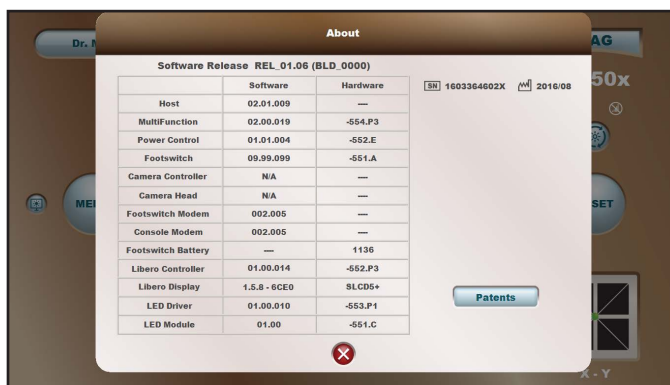 About
Dr.
AG
Software Release REL_01.06 (BLD_0000)
Software Hardware
SN 1603364602X 2016/08
50x
Host 02.01.009 ---
MultiFunction 02.00.019 -554.P3
Power Control 01.01.004 -552.E
Footswitch 09.99.099 -551.A
Camera Controller N/A ---
Camera Head N/A ---
MEI SET
Footswitch Modem 002.005 ---
Console Modem 002.005 ---
Footswitch Battery --- 1136
Libero Controller 01.00.014 -552.P3
Libero Display 1.5.8 - 6CE0 SLCD5+
Patents
LED Driver 01.00.010 -553.P1
LED Module 01.00 -551.C
X - Y